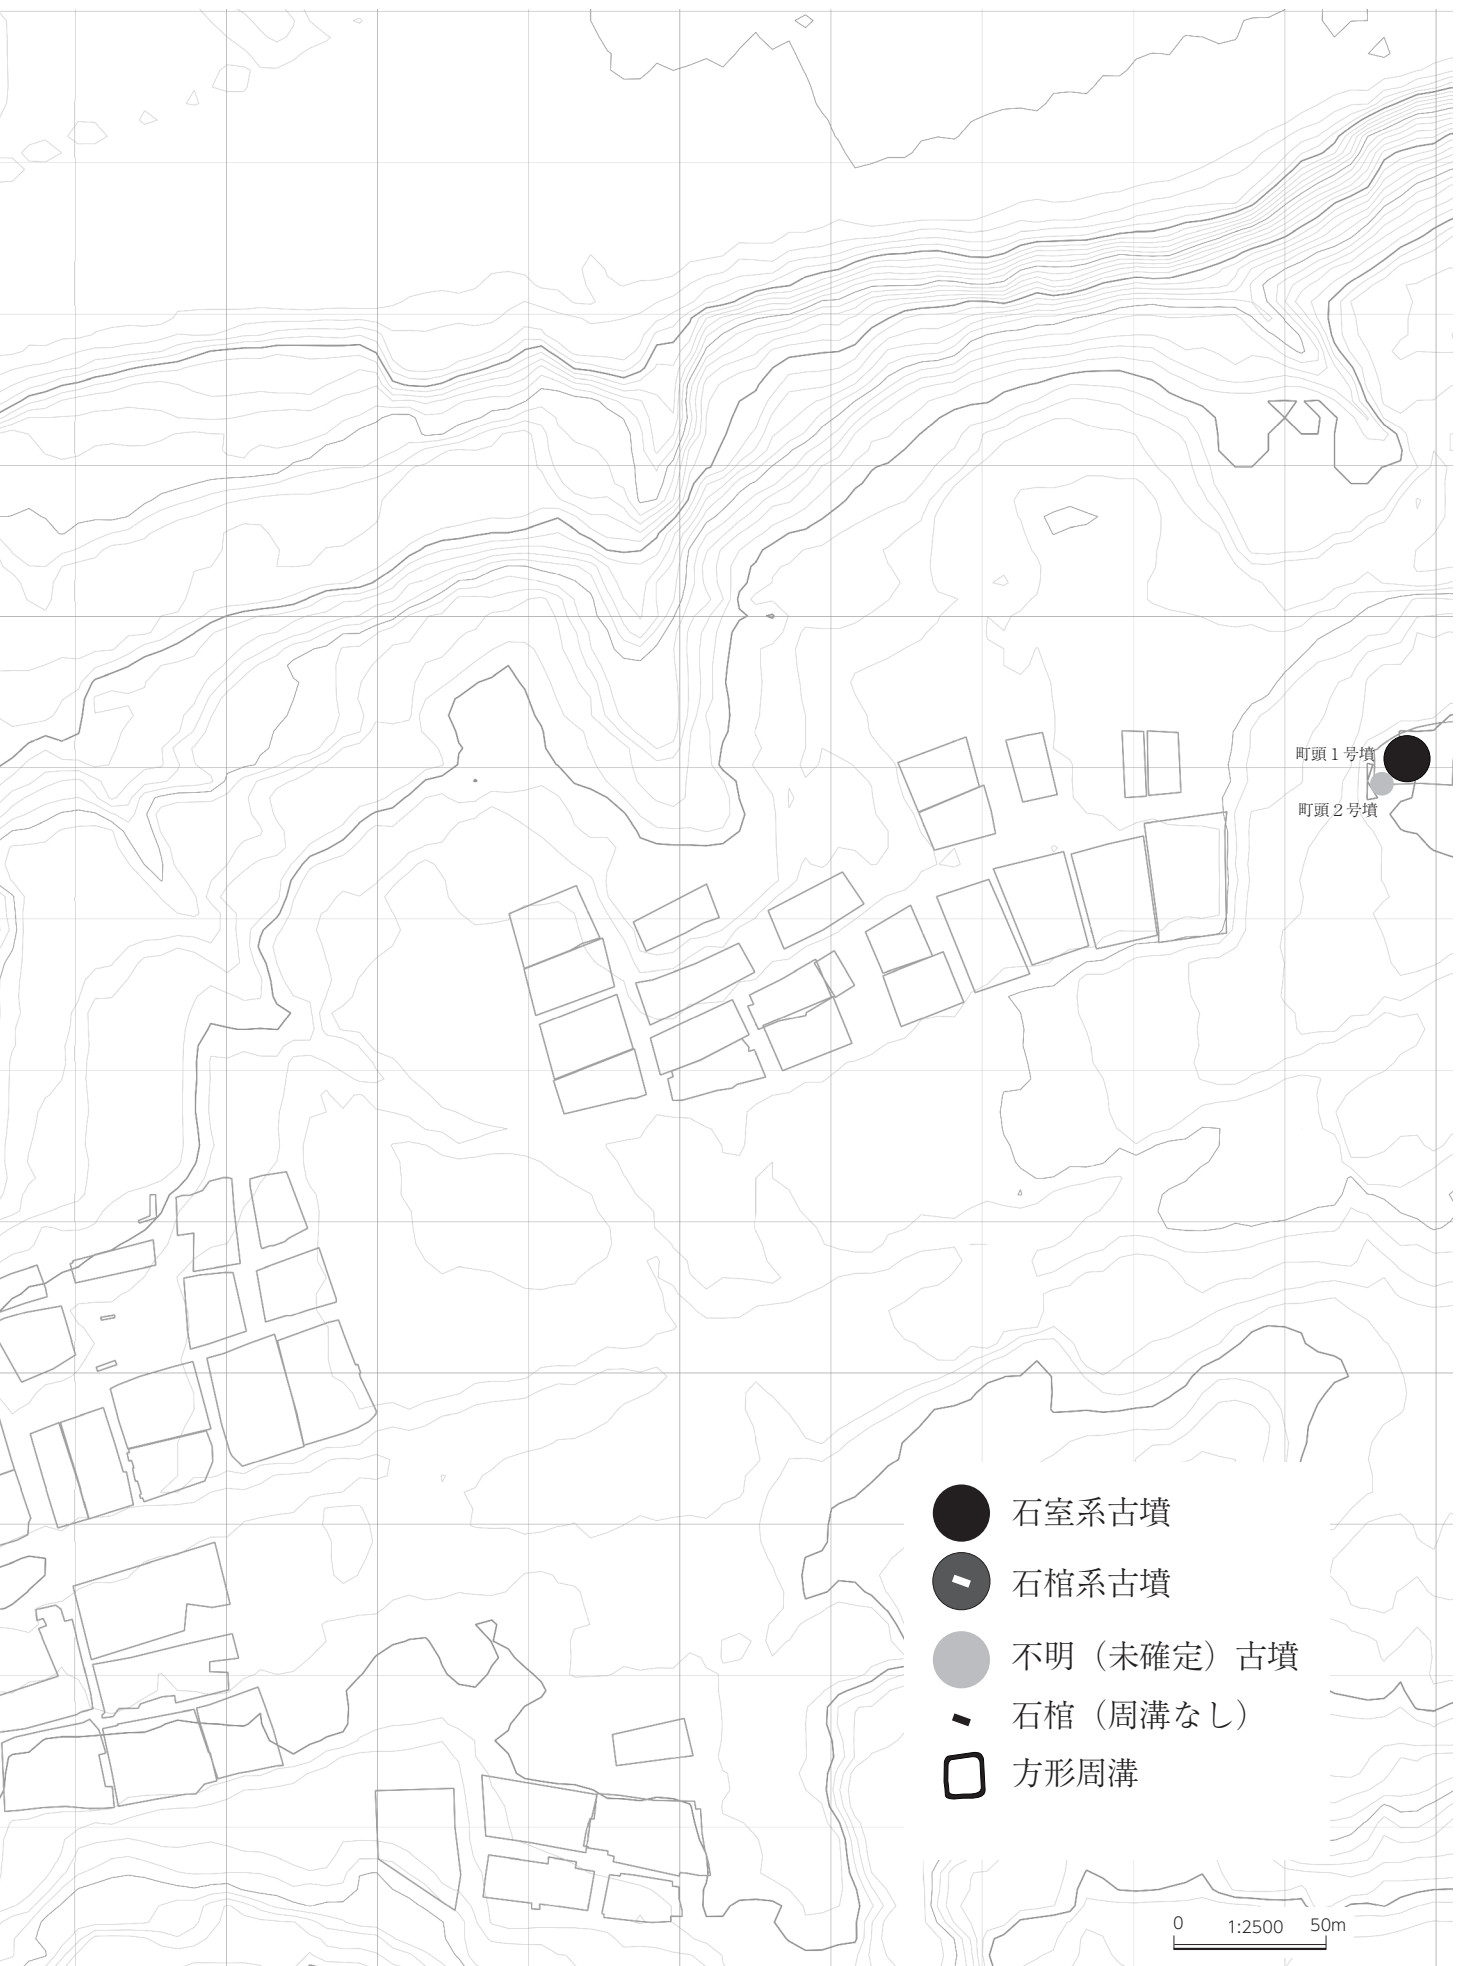 町頭１号墳
町頭２号墳
石室系古墳
石棺系古墳
不明（未確定）古墳
石棺（周溝なし）
方形周溝
0 1:2500 50m